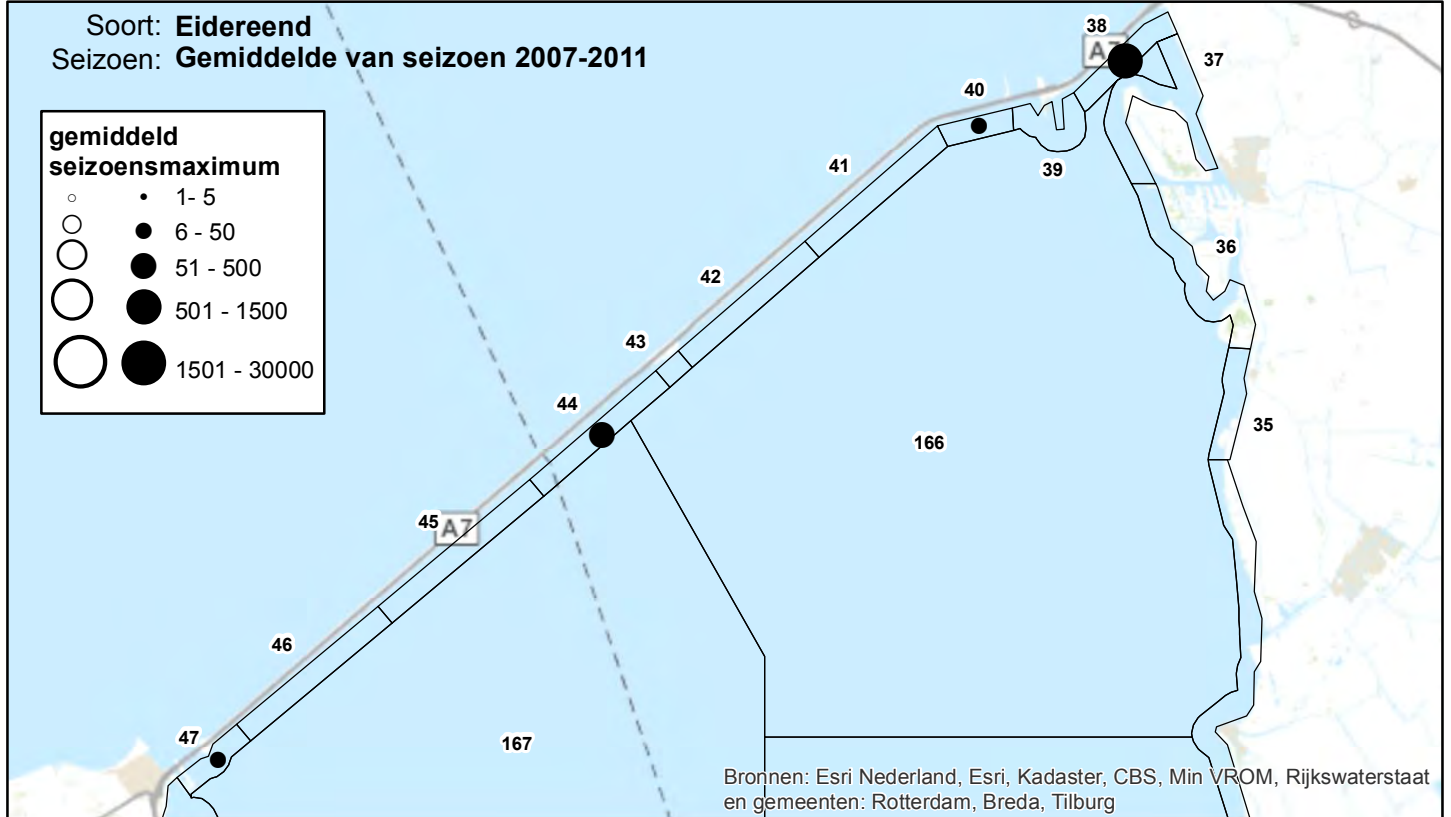 Soort: Eidereend
Seizoen: Gemiddelde van seizoen 2007-2011
gemiddeld
seizoensmaximum
1- 5
6 - 50
51 - 500
501 - 1500
1501 - 30000
38
A7
37
40
41
39
36
42
43
44
35
166
45
A7
46
47
167
Bronnen: Esri Nederland, Esri, Kadaster, CBS, Min VROM, Rijkswaterstaat
en gemeenten: Rotterdam, Breda, Tilburg